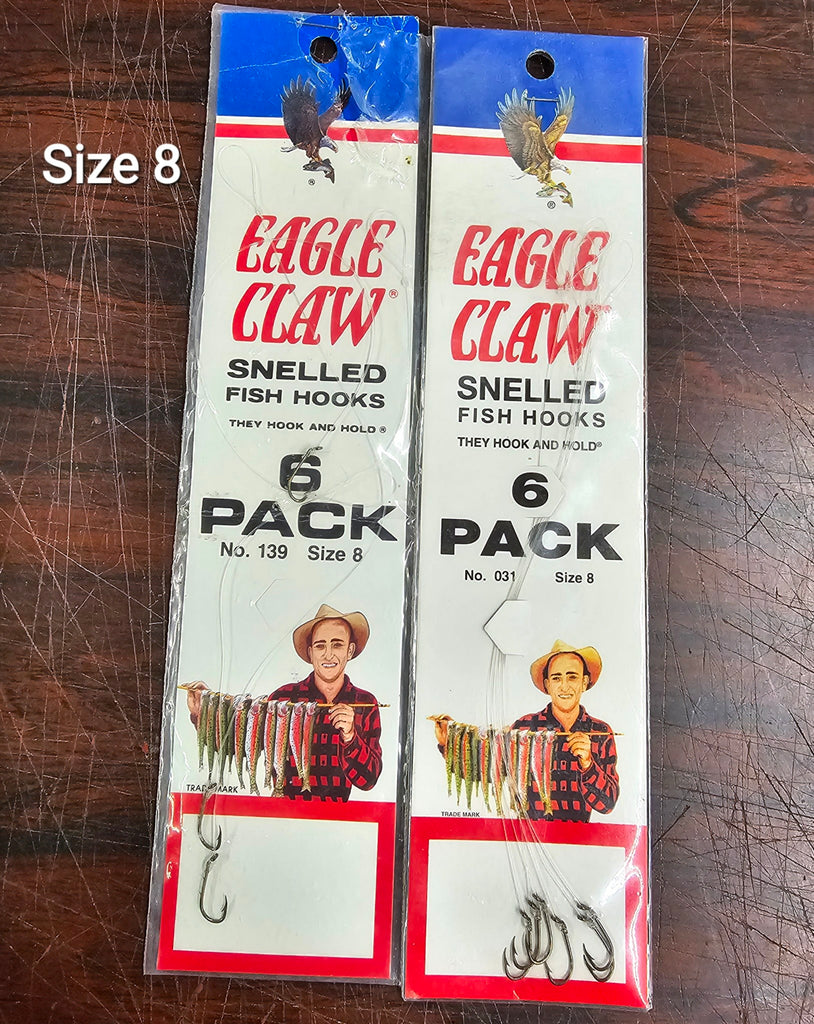 Size 8
®
EAGLE
CLAW®
SNELLED
FISH HOOKS
THEY HOOK AND HOLD®
6
PACK
No. 139 Size 8
TRADE MARK
®
EAGLE
CLAW
SNELLED
FISH HOOKS
THEY HOOK AND HOLD®
6
PACK
No. 031 Size 8
TRADE MARK